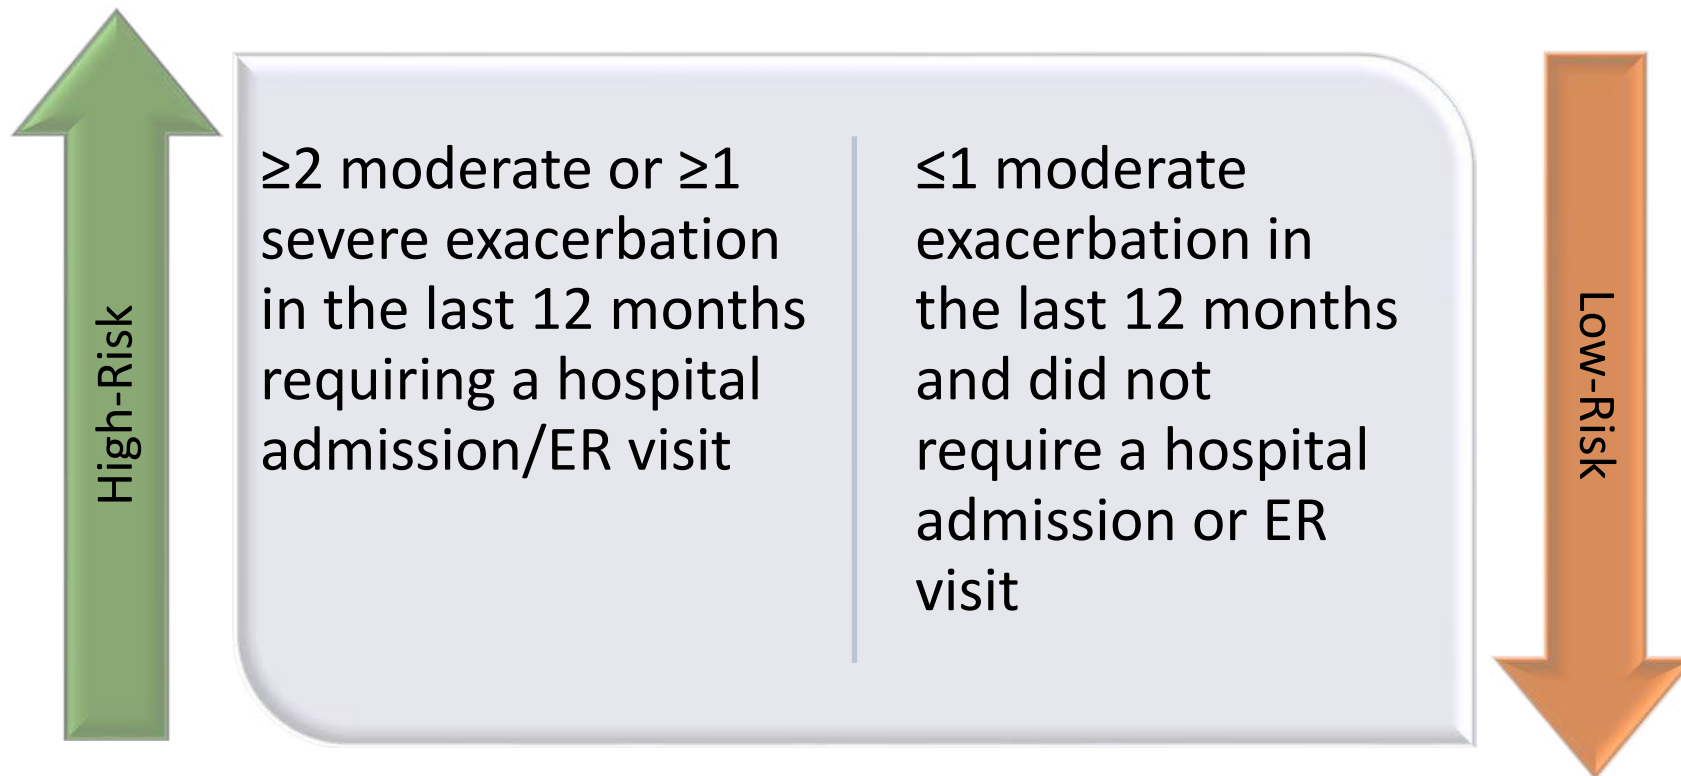 High-Risk
≥2 moderate or ≥1
severe exacerbation
in the last 12 months
requiring a hospital
admission/ER visit
≤1 moderate
exacerbation in
the last 12 months
and did not
require a hospital
admission or ER
visit
Low-Risk